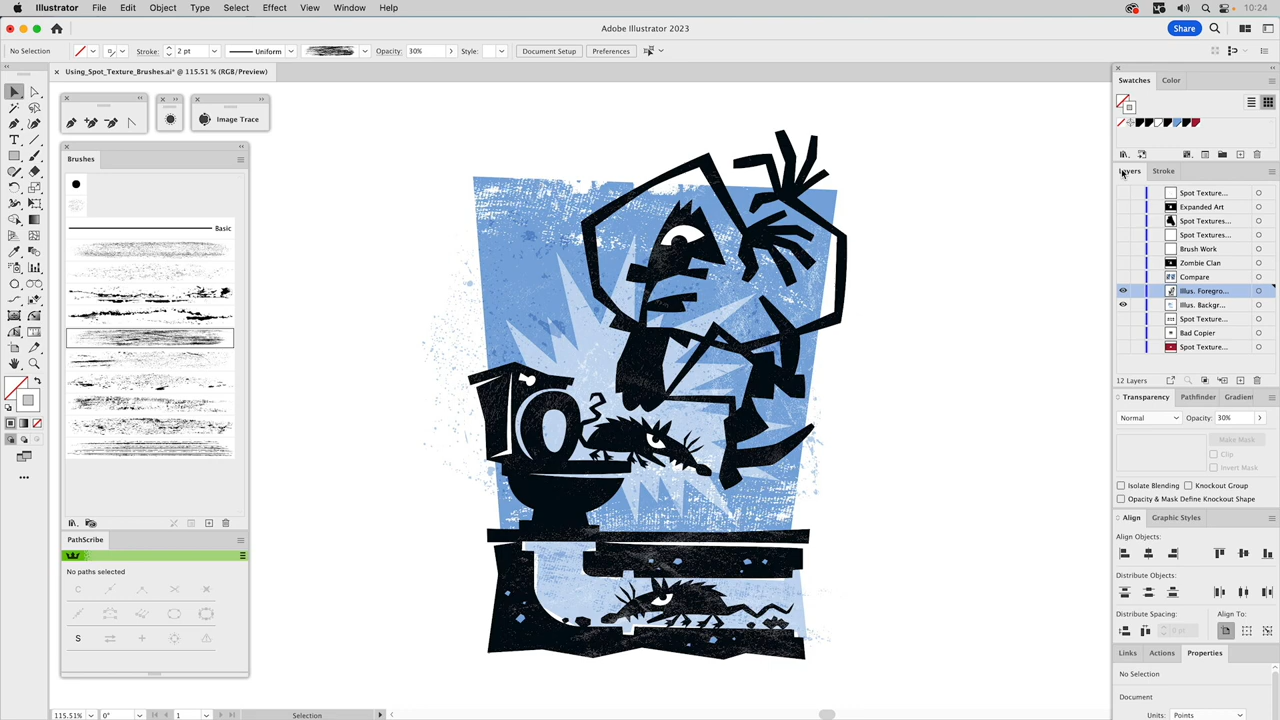 Illustrator File Edit Object Type Select Effect View Window Help 10:24
Adobe Illustrator 2023 Share
No Selection Stroke: 2 pt Uniform Opacity: 30% Style: Document Setup Preferences
× Using_Spot_Texture_Brushes.ai* @ 115.51 % (RGB/Preview)
Image Trace
Brushes
Basic
PathScribe
No paths selected
Swatches Color
Layers Stroke
Spot Texture...
Expanded Art
Spot Textures...
Spot Textures...
Brush Work
Zombie Clan
Compare
Illus. Foregro...
Illus. Backgr...
Spot Texture...
Bad Copier
Spot Texture...
12 Layers
Transparency Pathfinder Gradient
Normal Opacity: 30%
Make Mask
Clip
Invert Mask
Isolate Blending Knockout Group
Opacity & Mask Define Knockout Shape
Align Graphic Styles
Align Objects:
Distribute Objects:
Distribute Spacing: Align To:
0 pt
Links Actions Properties
No Selection
Document
Units: Points
115.51% 0° 1 Selection